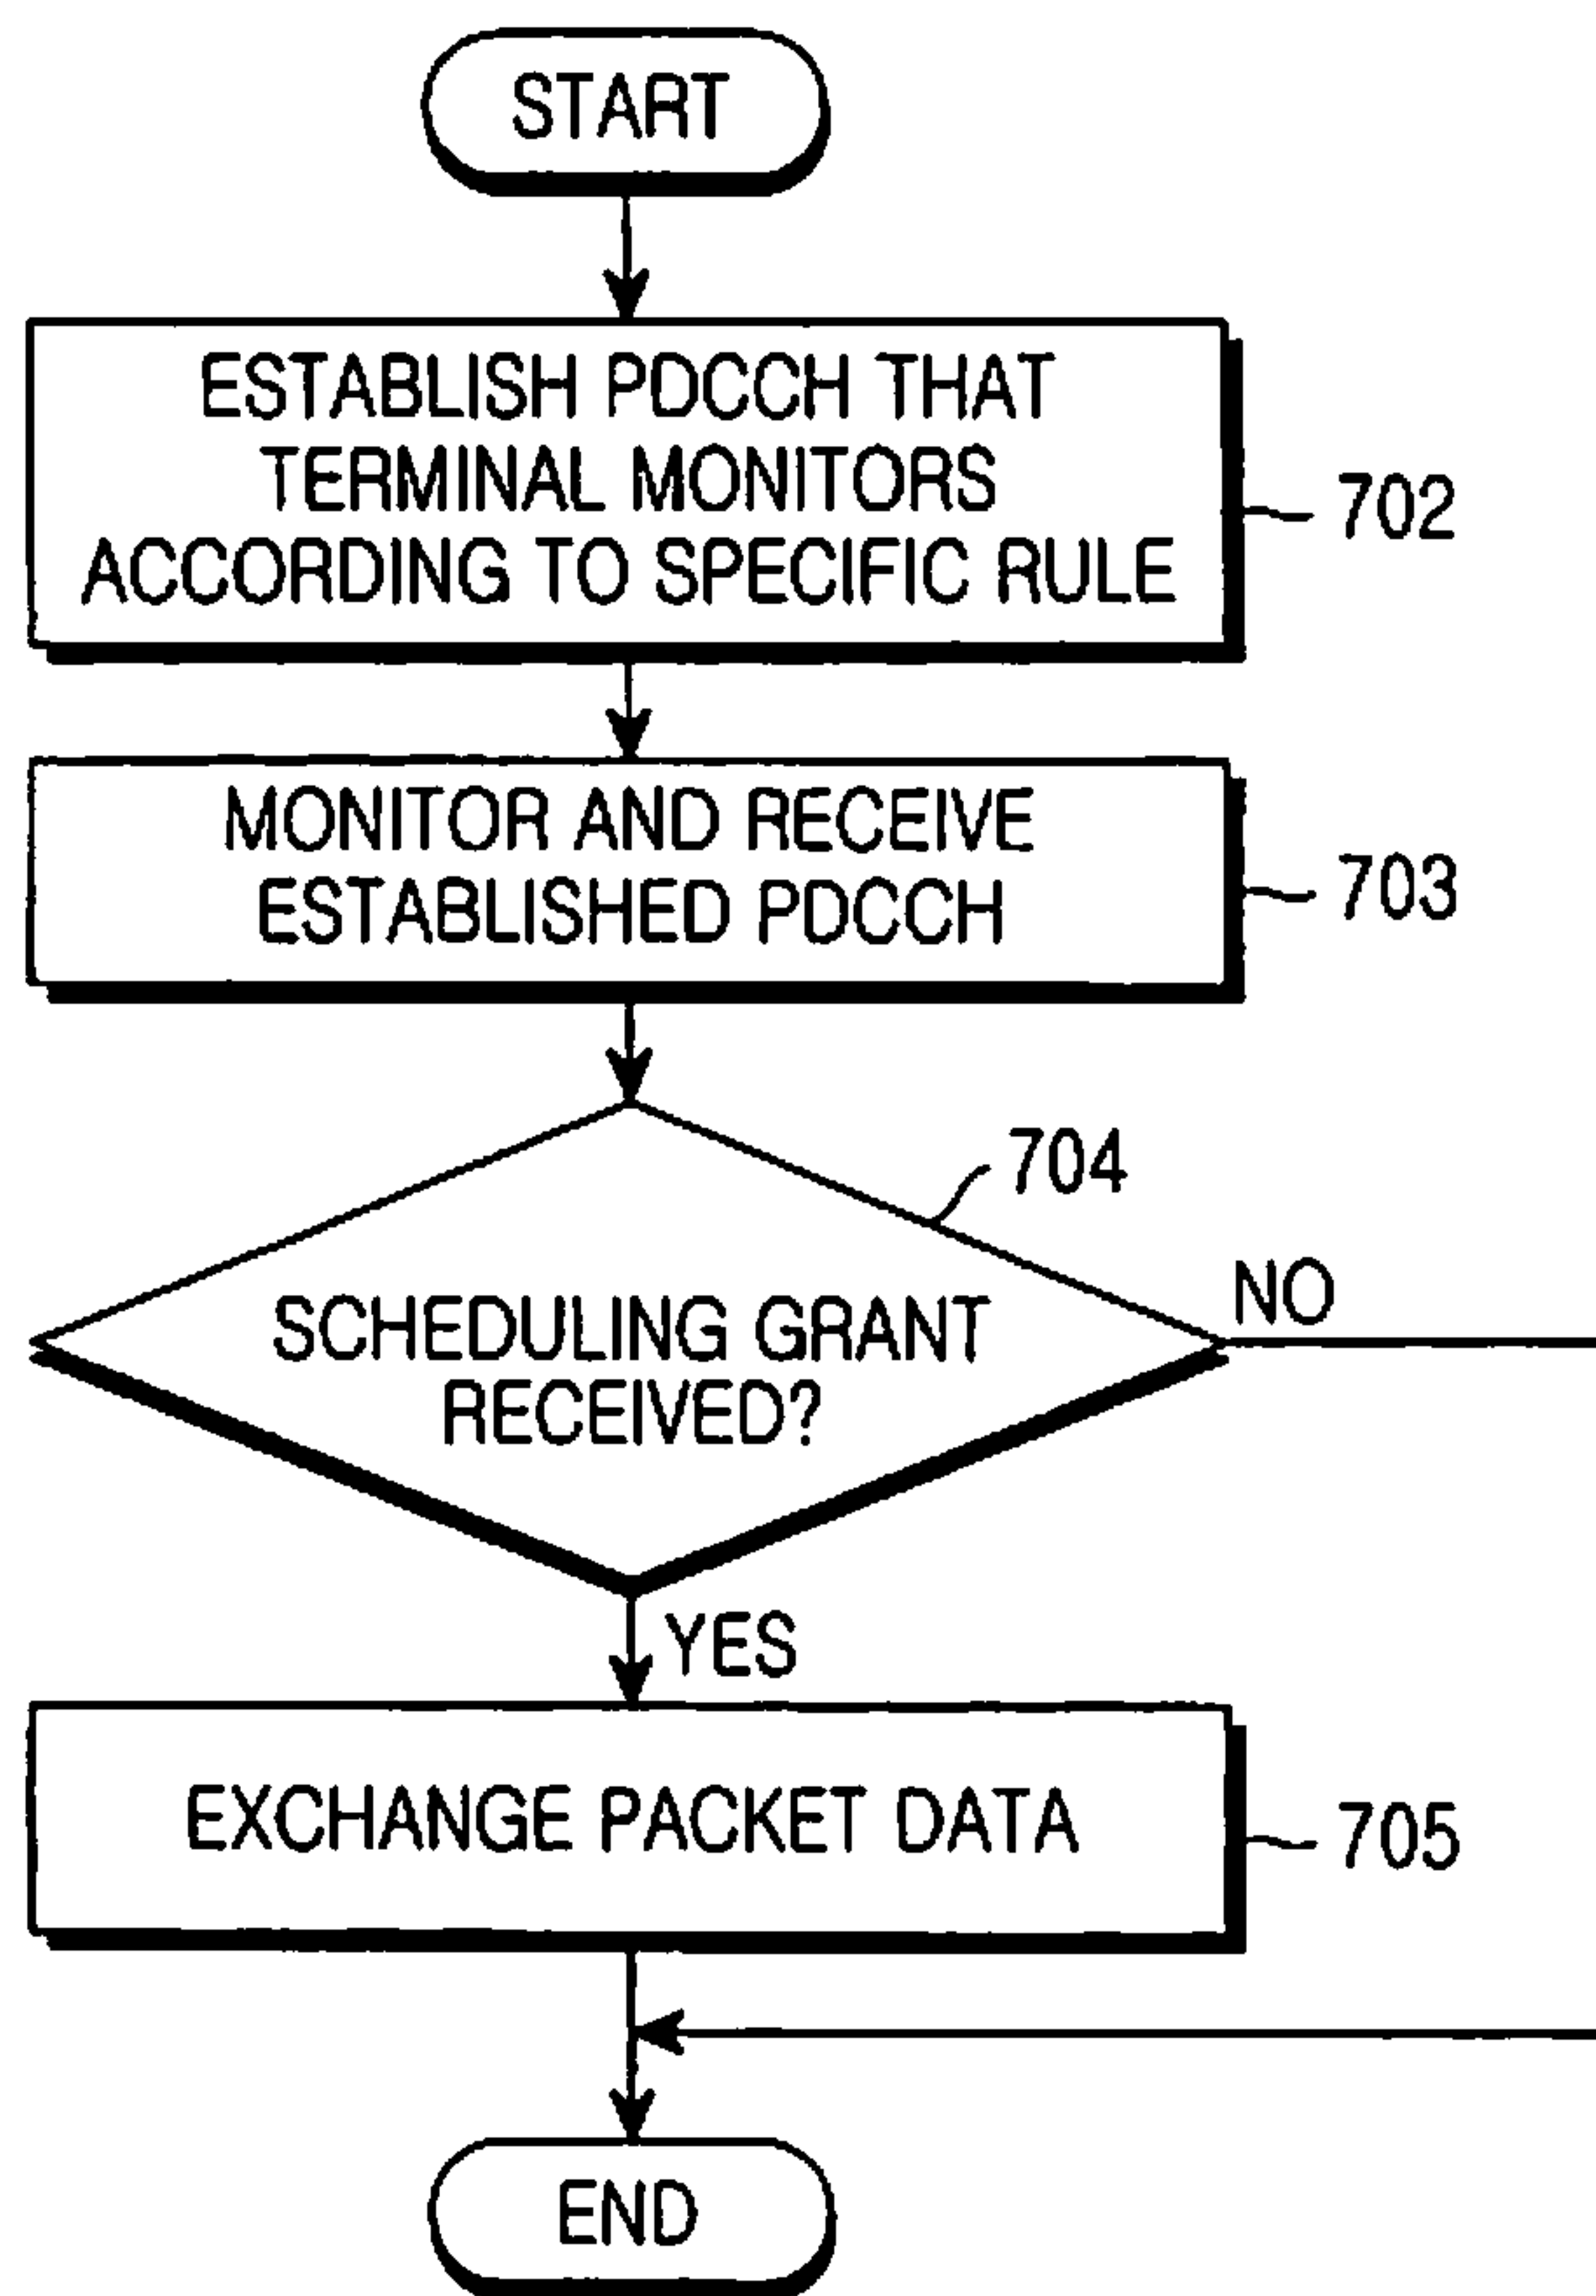 START
ESTABLISH PDCCH THAT
TERMINAL MONITORS
ACCORDING TO SPECIFIC RULE
702
MONITOR AND RECEIVE
ESTABLISHED PDCCH
703
704
SCHEDULING GRANT
RECEIVED?
NO
YES
EXCHANGE PACKET DATA
705
END